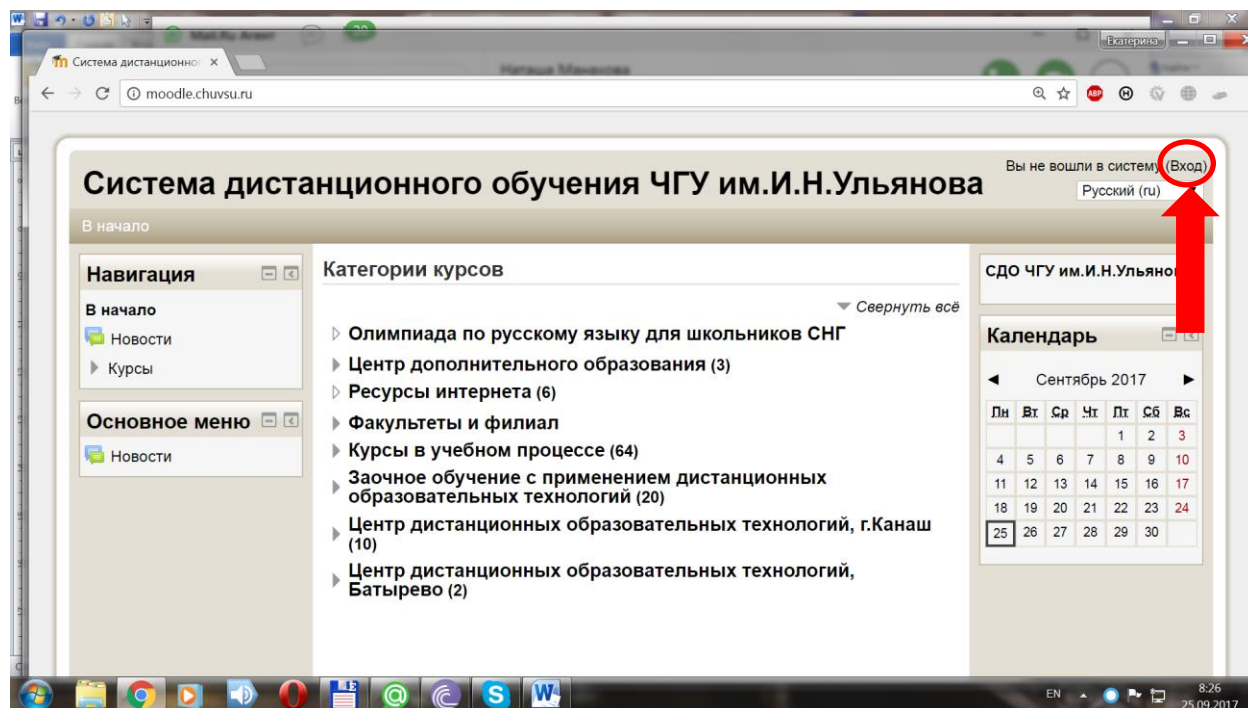 Mail.Ru Агент
Наташа Манахова
Екатерина
Система дистанционног
moodle.chuvsu.ru
ABP
Вы не вошли в систему (Вход)
Система дистанционного обучения ЧГУ им.И.Н.Ульянова
Русский (ru)
В начало
Навигация
В начало
Новости
Курсы
Основное меню
Новости
Категории курсов
Свернуть всё
Олимпиада по русскому языку для школьников СНГ
Центр дополнительного образования (3)
Ресурсы интернета (6)
Факультеты и филиал
Курсы в учебном процессе (64)
Заочное обучение с применением дистанционных
образовательных технологий (20)
Центр дистанционных образовательных технологий, г.Канаш
(10)
Центр дистанционных образовательных технологий,
Батырево (2)
СДО ЧГУ им.И.Н.Ульяно
Календарь
Сентябрь 2017
Пн Вт Ср Чт Пт Сб Вс
1 2 3
4 5 6 7 8 9 10
11 12 13 14 15 16 17
18 19 20 21 22 23 24
25 26 27 28 29 30
EN
8:26
25.09.2017